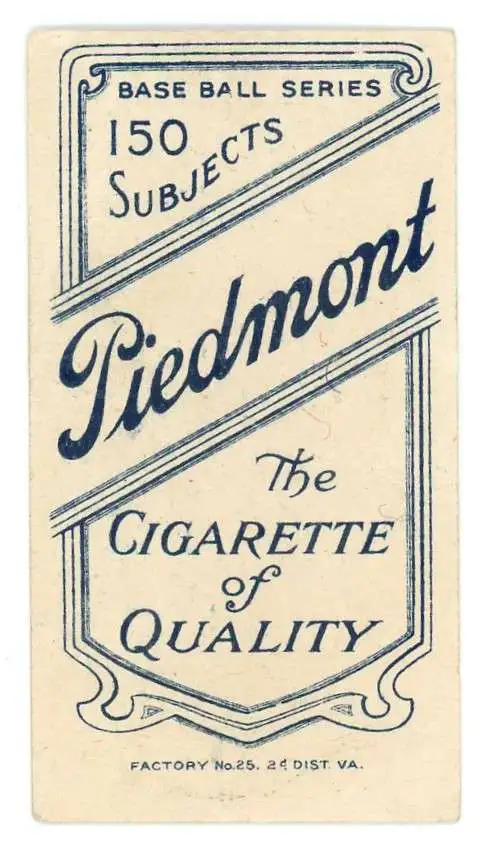 BASE BALL SERIES
150
SUBJECTS
Piedmont
The
CIGARETTE
of
QUALITY
FACTORY No.25. 2d DIST. VA.